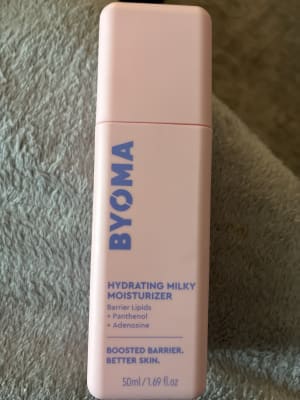 BYOMA
HYDRATING MILKY
MOISTURIZER
Barrier Lipids
+ Panthenol
+ Adenosine
BOOSTED BARRIER.
BETTER SKIN.
50ml/1.69 fl.oz